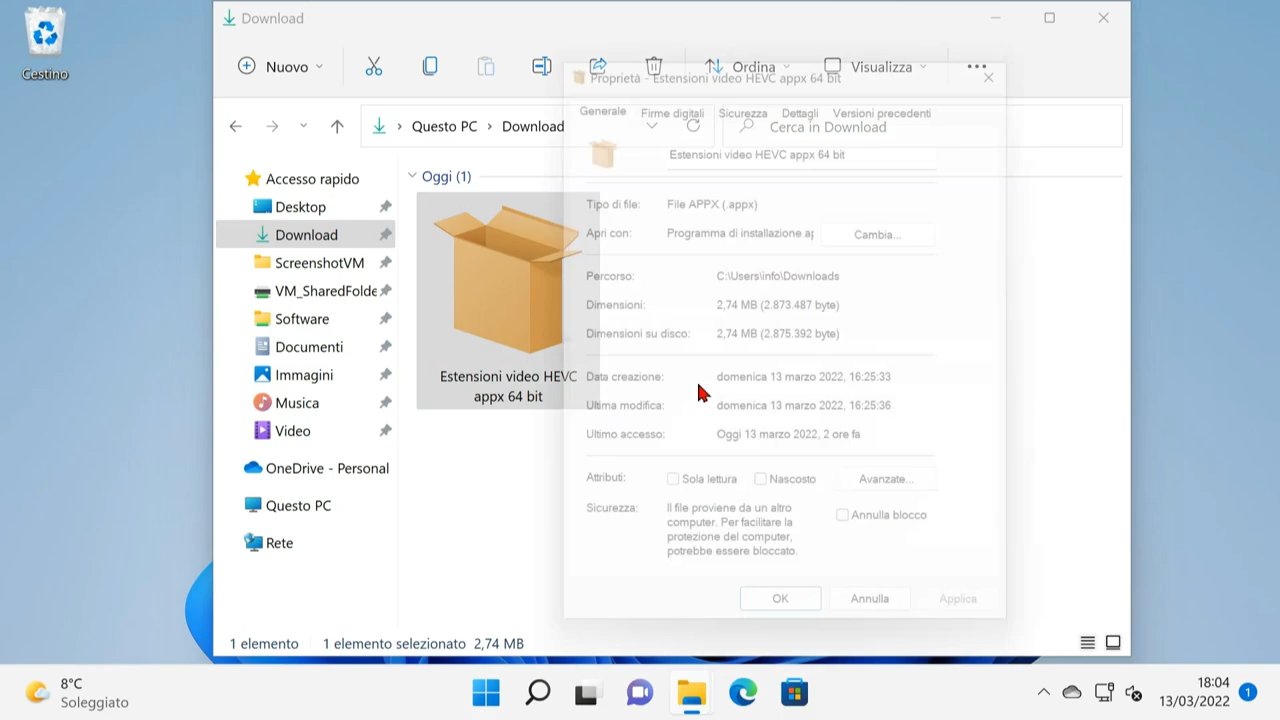 Cestino
Download
Nuovo
Ordina
Visualizza
Proprietà - Estensioni video HEVC appx 64 bit
Generale
Firme digitali
Sicurezza
Dettagli
Versioni precedenti
Questo PC
Download
Cerca in Download
Accesso rapido
Desktop
Download
ScreenshotVM
VM_SharedFolde
Software
Documenti
Immagini
Musica
Video
OneDrive - Personal
Questo PC
Rete
Oggi (1)
Estensioni video HEVC
appx 64 bit
Estensioni video HEVC appx 64 bit
Tipo di file: File APPX (.appx)
Apri con: Programma di installazione ap
Cambia...
Percorso: C:\Users\info\Downloads
Dimensioni: 2,74 MB (2.873.487 byte)
Dimensioni su disco: 2,74 MB (2.875.392 byte)
Data creazione: domenica 13 marzo 2022, 16:25:33
Ultima modifica: domenica 13 marzo 2022, 16:25:36
Ultimo accesso: Oggi 13 marzo 2022, 2 ore fa
Attributi: Sola lettura Nascosto Avanzate...
Sicurezza: Il file proviene da un altro
computer. Per facilitare la
protezione del computer,
potrebbe essere bloccato.
Annulla blocco
OK
Annulla
Applica
1 elemento
1 elemento selezionato 2,74 MB
8°C
Soleggiato
18:04
13/03/2022
1